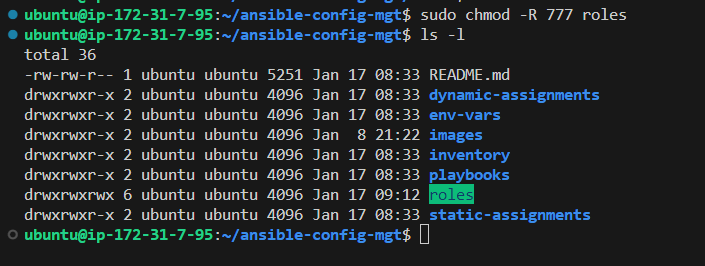 ubuntu@ip-172-31-7-95:~/ansible-config-mgt$ sudo chmod -R 777 roles
ubuntu@ip-172-31-7-95:~/ansible-config-mgt$ ls -l
total 36
-rw-rw-r-- 1 ubuntu ubuntu 5251 Jan 17 08:33 README.md
drwxrwxr-x 2 ubuntu ubuntu 4096 Jan 17 08:33 dynamic-assignments
drwxrwxr-x 2 ubuntu ubuntu 4096 Jan 17 08:33 env-vars
drwxrwxr-x 2 ubuntu ubuntu 4096 Jan  8 21:22 images
drwxrwxr-x 2 ubuntu ubuntu 4096 Jan 17 08:33 inventory
drwxrwxr-x 2 ubuntu ubuntu 4096 Jan 17 08:33 playbooks
drwxrwxrwx 6 ubuntu ubuntu 4096 Jan 17 09:12 roles
drwxrwxr-x 2 ubuntu ubuntu 4096 Jan 17 08:33 static-assignments
ubuntu@ip-172-31-7-95:~/ansible-config-mgt$